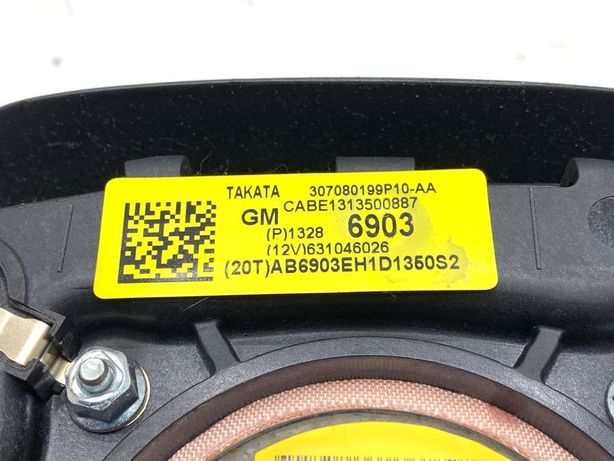 TAKATA 307080199P10-AA
GM CABE1313500887
(P)1328 6903
(12V)631046026
(20T)AB6903EH1D1350S2